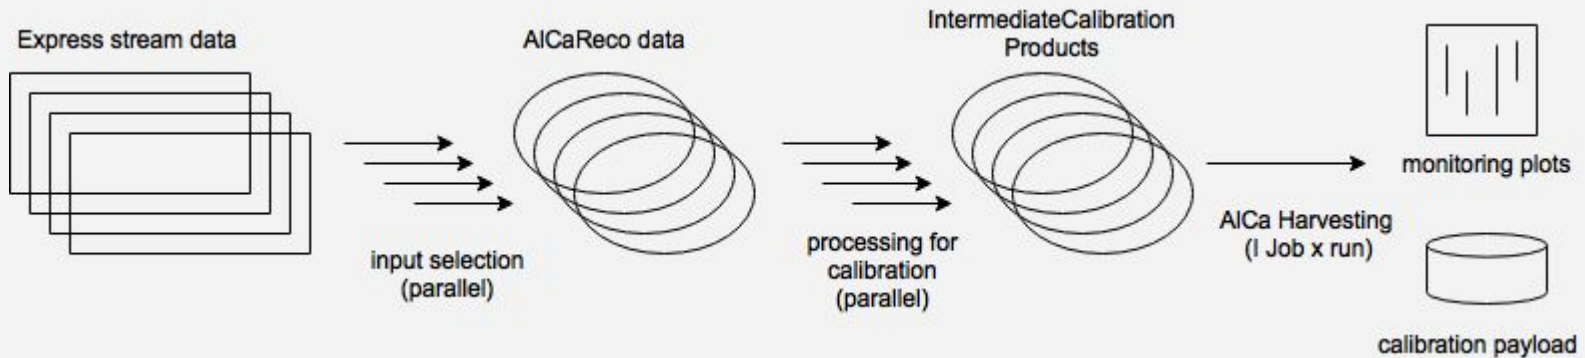 Express stream data
AlCaReco data
IntermediateCalibration
Products
input selection
(parallel)
processing for
calibration
(parallel)
AlCa Harvesting
(I Job x run)
monitoring plots
calibration payload